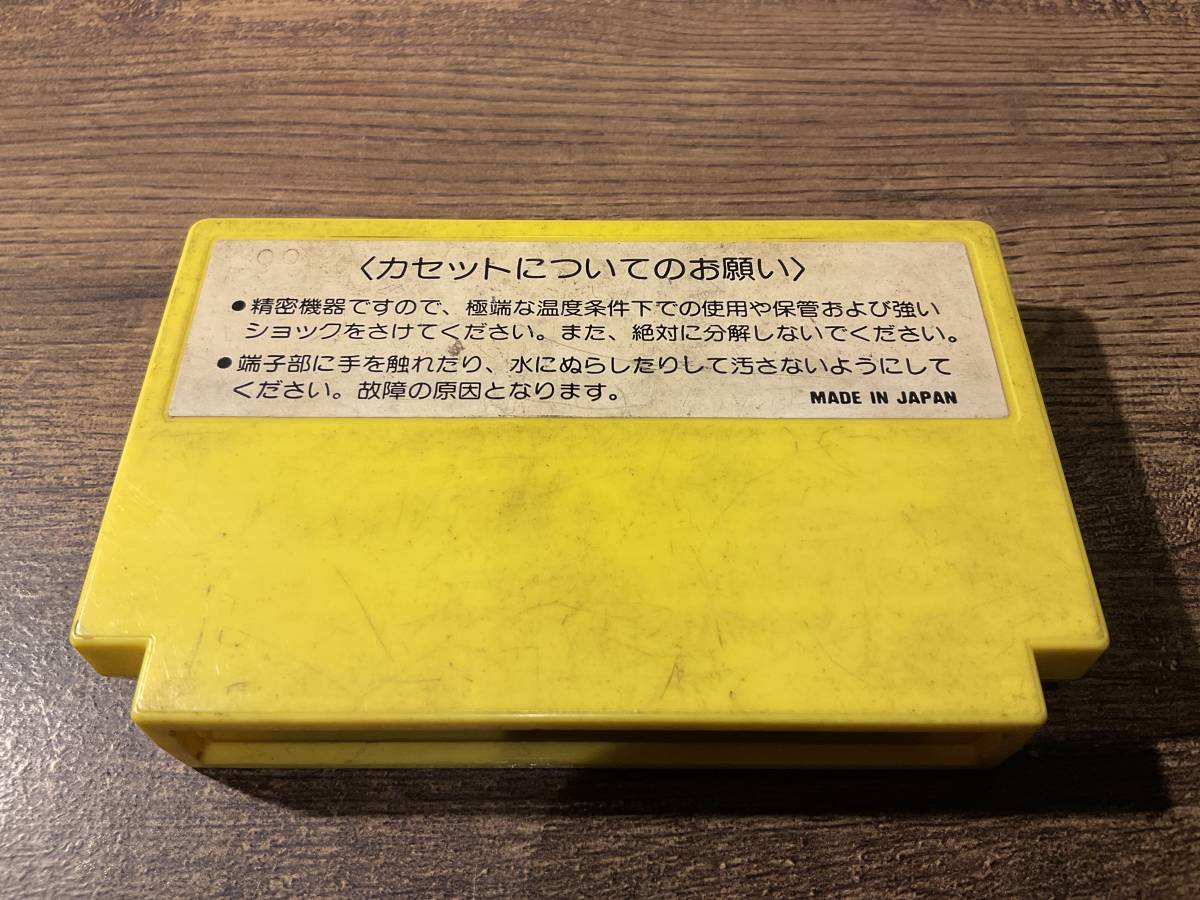 〈カセットについてのお願い〉
●精密機器ですので、極端な温度条件下での使用や保管および強い
ショックをさけてください。また、絶対に分解しないでください。
●端子部に手を触れたり、水にぬらしたりして汚さないようにして
ください。故障の原因となります。
MADE IN JAPAN